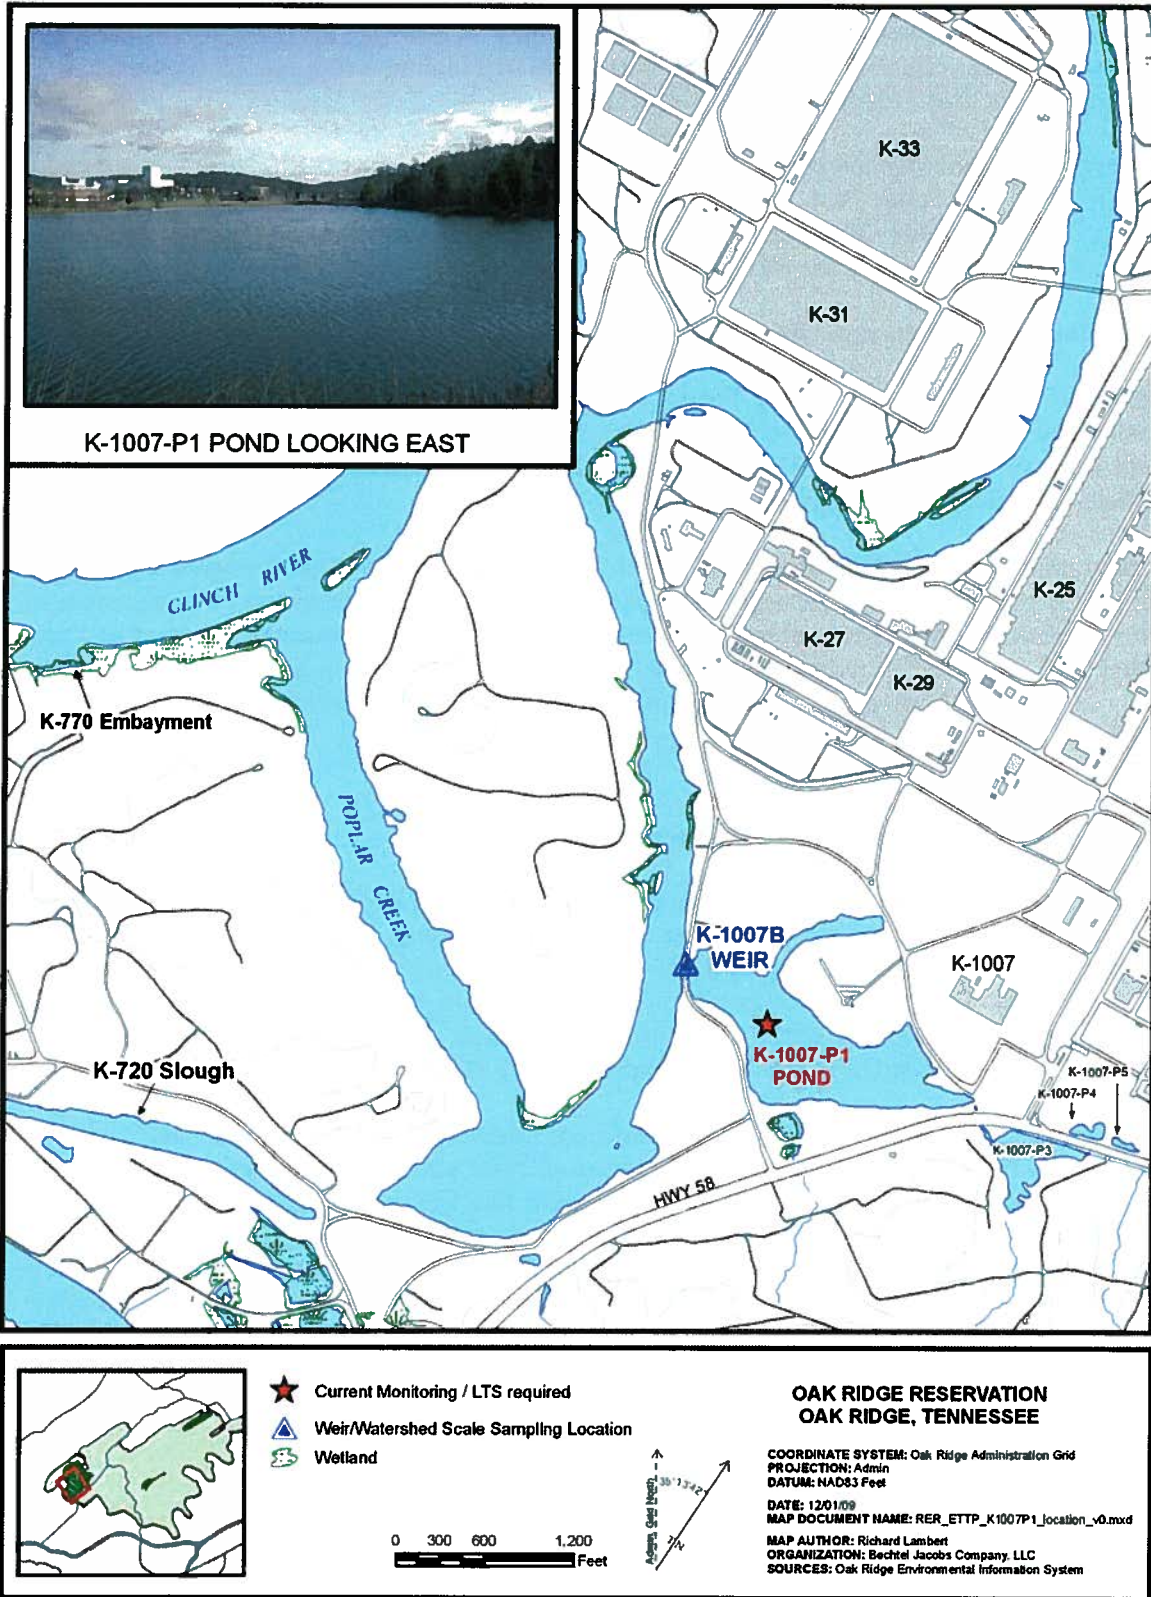 K-1007-P1 POND LOOKING EAST
K-33
K-31
K-25
K-27
K-29
CLINCH RIVER
K-770 Embayment
POPLAR CREEK
K-1007B
WEIR
K-1007
K-1007-P1
POND
K-720 Slough
K-1007-P5
K-1007-P4
K-1007-P3
HWY 58
Current Monitoring / LTS required
Weir/Watershed Scale Sampling Location
Wetland
0 300 600 1,200
Feet
Admin. Grid North
N
OAK RIDGE RESERVATION
OAK RIDGE, TENNESSEE
COORDINATE SYSTEM: Oak Ridge Administration Grid
PROJECTION: Admin
DATUM: NAD83 Feet
DATE: 12/01/09
MAP DOCUMENT NAME: RER_ETTP_K1007P1_location_v0.mxd
MAP AUTHOR: Richard Lambert
ORGANIZATION: Bechtel Jacobs Company, LLC
SOURCES: Oak Ridge Environmental Information System